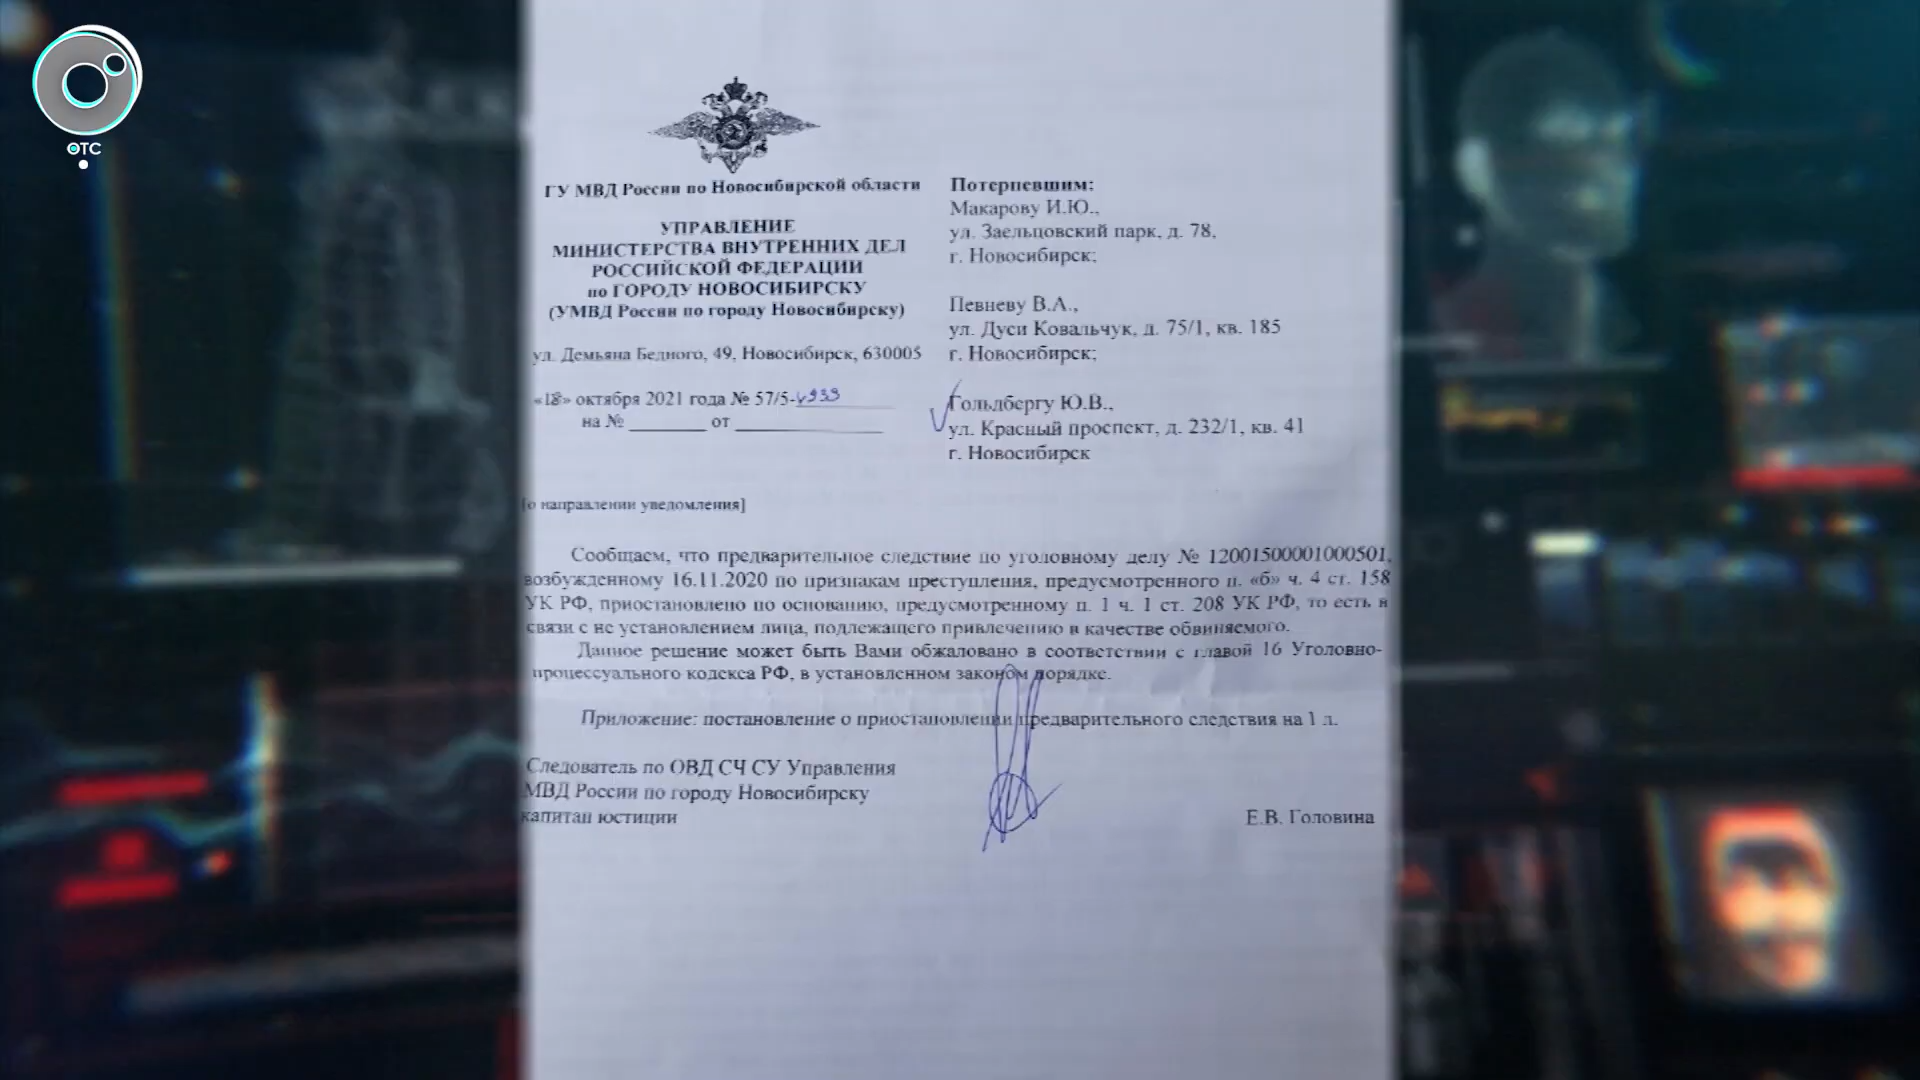 ОТС
ГУ МВД России по Новосибирской области
УПРАВЛЕНИЕ
МИНИСТЕРСТВА ВНУТРЕННИХ ДЕЛ
РОССИЙСКОЙ ФЕДЕРАЦИИ
по ГОРОДУ НОВОСИБИРСКУ
(УМВД России по городу Новосибирску)
ул. Демьяна Бедного, 49, Новосибирск, 630005
«18» октября 2021 года № 57/5-
на № ________ от ________________
Потерпевшим:
Макарову И.Ю.,
ул. Заельцовский парк, д. 78,
г. Новосибирск;
Певневу В.А.,
ул. Дуси Ковальчук, д. 75/1, кв. 185
г. Новосибирск;
Гольдбергу Ю.В.,
ул. Красный проспект, д. 232/1, кв. 41
г. Новосибирск
[о направлении уведомления]
Сообщаем, что предварительное следствие по уголовному делу № 12001500001000501,
возбужденному 16.11.2020 по признакам преступления, предусмотренного п. «б» ч. 4 ст. 158
УК РФ, приостановлено по основанию, предусмотренному п. 1 ч. 1 ст. 208 УК РФ, то есть в
связи с не установлением лица, подлежащего привлечению в качестве обвиняемого.
Данное решение может быть Вами обжаловано в соответствии с главой 16 Уголовно-
процессуального кодекса РФ, в установленном законом порядке.
Приложение: постановление о приостановлении предварительного следствия на 1 л.
Следователь по ОВД СЧ СУ Управления
МВД России по городу Новосибирску
капитан юстиции
Е.В. Головина